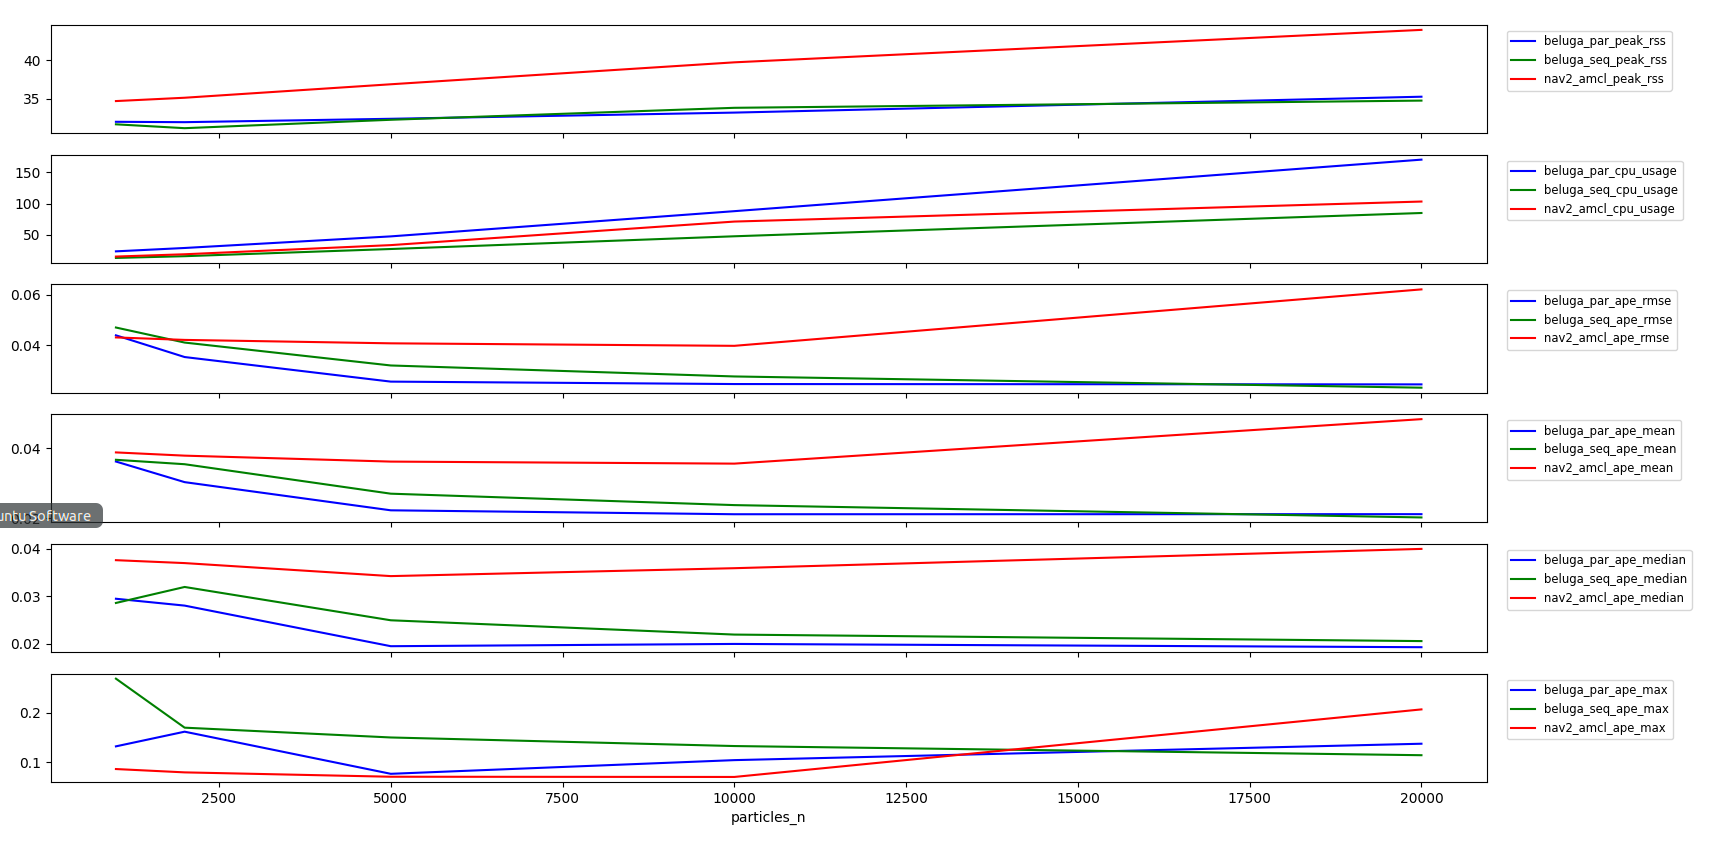 40
35
beluga_par_peak_rss
beluga_seq_peak_rss
nav2_amcl_peak_rss
150
100
50
beluga_par_cpu_usage
beluga_seq_cpu_usage
nav2_amcl_cpu_usage
0.06
0.04
beluga_par_ape_rmse
beluga_seq_ape_rmse
nav2_amcl_ape_rmse
0.04
beluga_par_ape_mean
beluga_seq_ape_mean
nav2_amcl_ape_mean
Software
0.04
0.03
0.02
beluga_par_ape_median
beluga_seq_ape_median
nav2_amcl_ape_median
0.2
0.1
beluga_par_ape_max
beluga_seq_ape_max
nav2_amcl_ape_max
2500 5000 7500 10000 12500 15000 17500 20000
particles_n